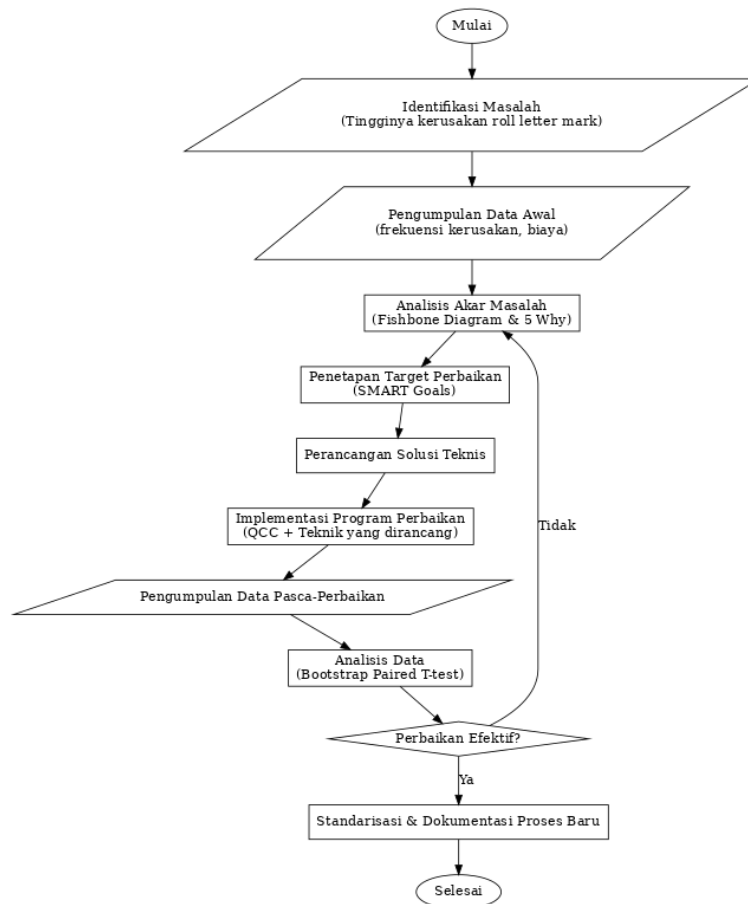 Mulai
Identifikasi Masalah
(Tingginya kerusakan roll letter mark)
Pengumpulan Data Awal
(frekuensi kerusakan, biaya)
Analisis Akar Masalah
(Fishbone Diagram & 5 Why)
Penetapan Target Perbaikan
(SMART Goals)
Perancangan Solusi Teknis
Implementasi Program Perbaikan
(QCC + Teknik yang dirancang)
Tidak
Pengumpulan Data Pasca-Perbaikan
Analisis Data
(Bootstrap Paired T-test)
Perbaikan Efektif?
Ya
Standarisasi & Dokumentasi Proses Baru
Selesai